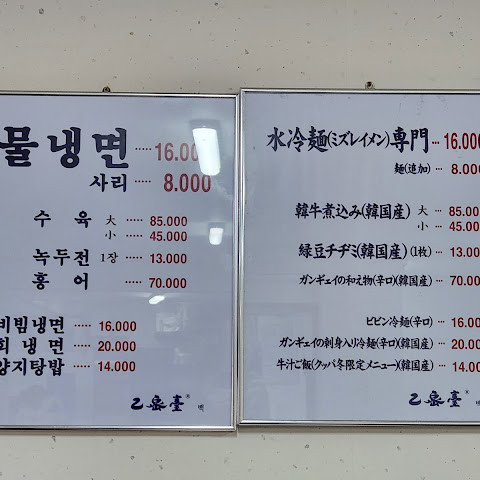 물냉면 ····· 16.000
사리 ····· 8.000
수육 大 ···· 85.000
小 ···· 45.000
녹두전 1장 ···· 13.000
홍어 ····· 70.000
비빔냉면 ····· 16.000
회냉면 ····· 20.000
양지탕밥 ····· 14.000
乙泉臺®
水冷麺(ミズレイメン)専門 ··· 16.000
麵(追加) ··· 8.000
韓牛煮込み(韓国産) 大 ··· 85.000
小 ··· 45.000
緑豆チヂミ(韓国産)(1枚) ··· 13.000
ガンギェイの和え物(辛口)(韓国産) ··· 70.000
ビビン冷麵(辛口) ··· 16.000
ガンギェイの刺身入り冷麵(辛口)(韓国産) ··· 20.000
牛汁ご飯(クッパ冬限定メニュー)(韓国産) ··· 14.000
乙泉臺®